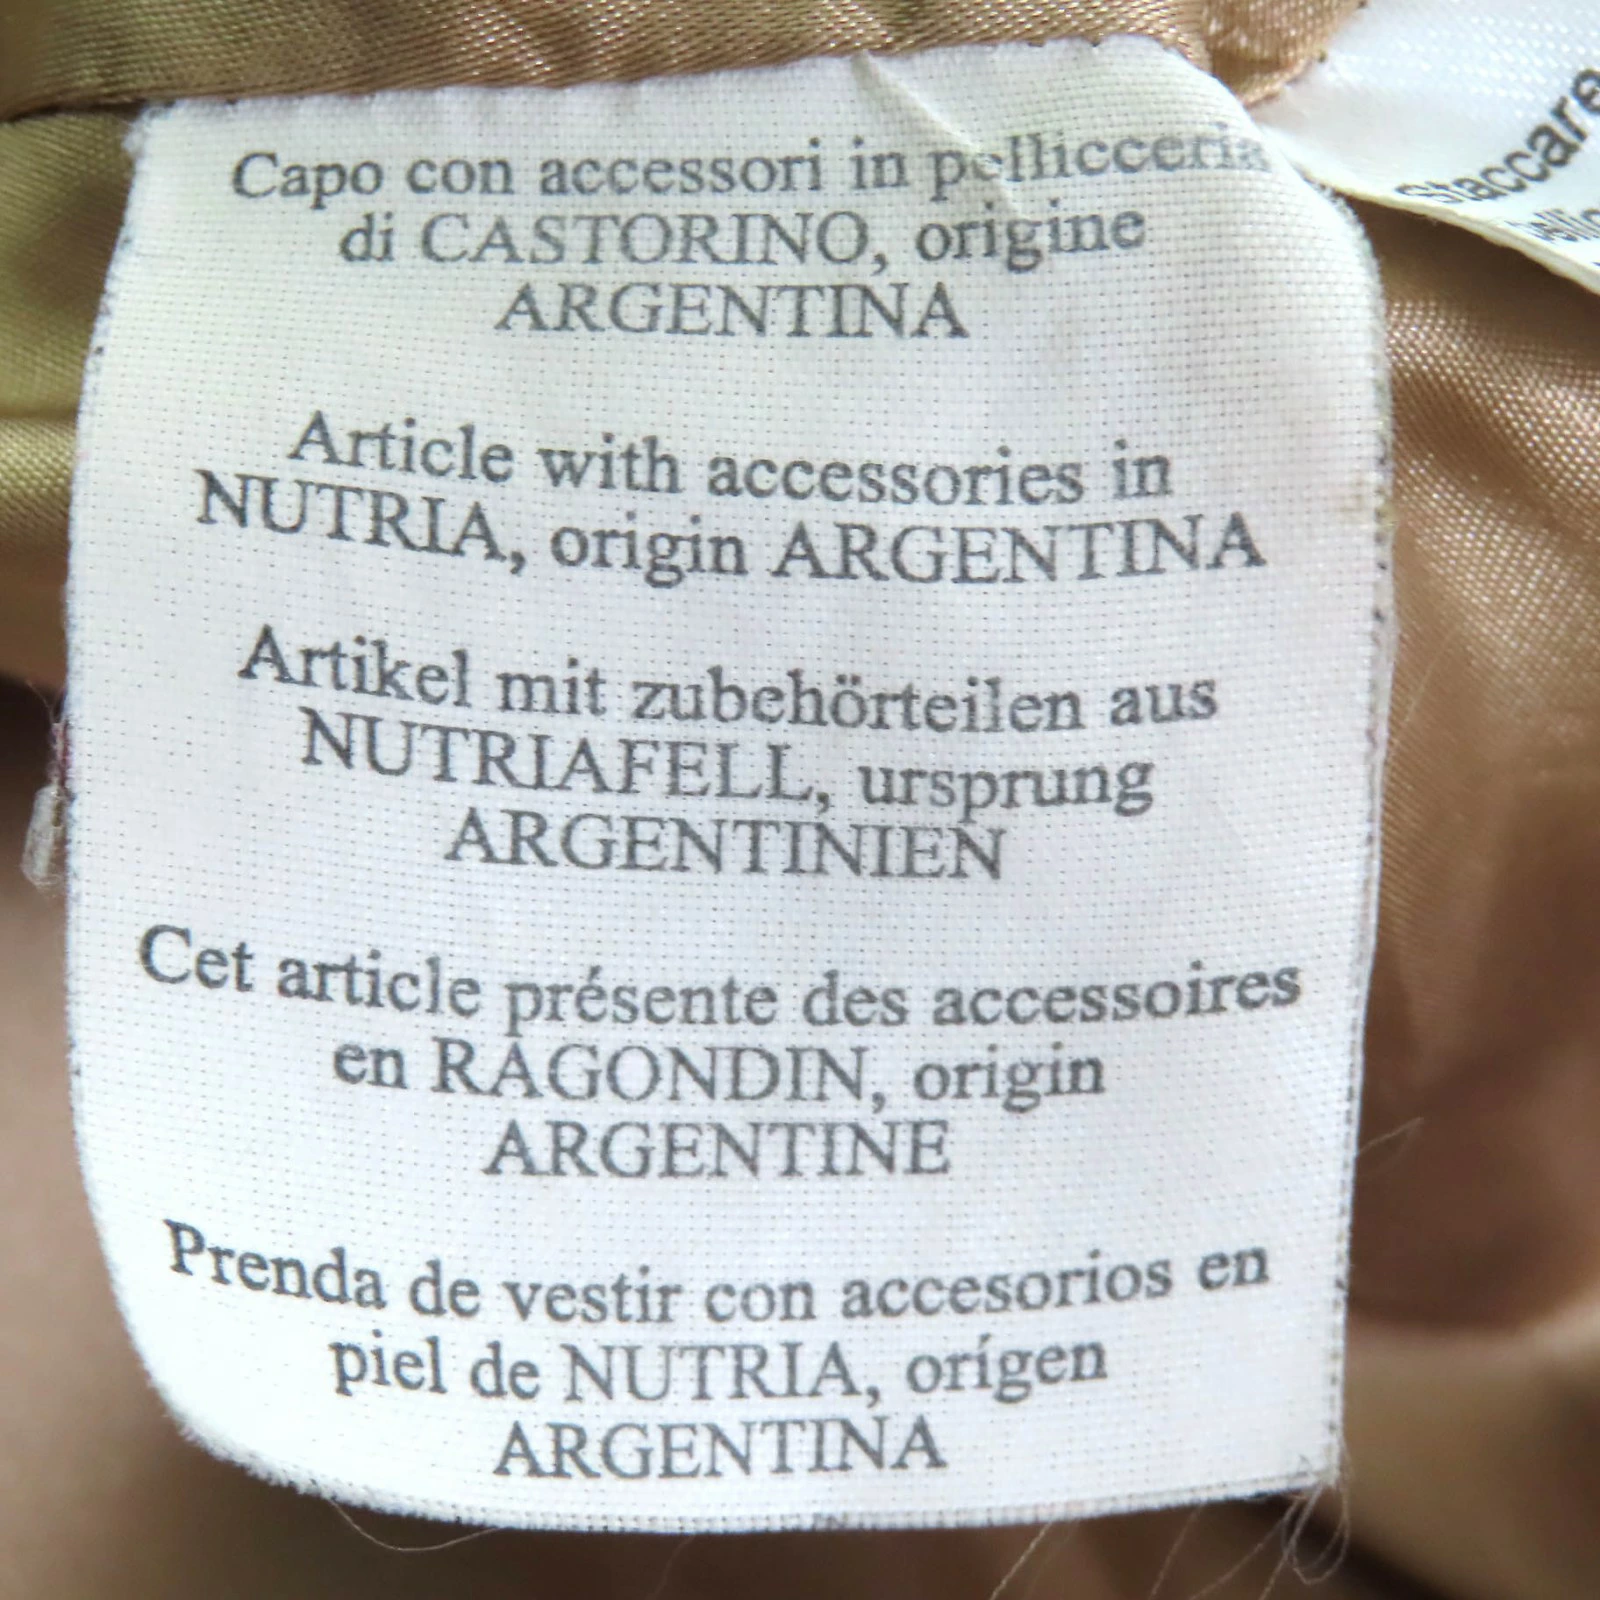 Capo con accessori in pellicceria
di CASTORINO, origine
ARGENTINA
Article with accessories in
NUTRIA, origin ARGENTINA
Artikel mit zubehörteilen aus
NUTRIAFELL, ursprung
ARGENTINIEN
Cet article présente des accessoires
en RAGONDIN, origin
ARGENTINE
Prenda de vestir con accesorios en
piel de NUTRIA, orígen
ARGENTINA
Staccare